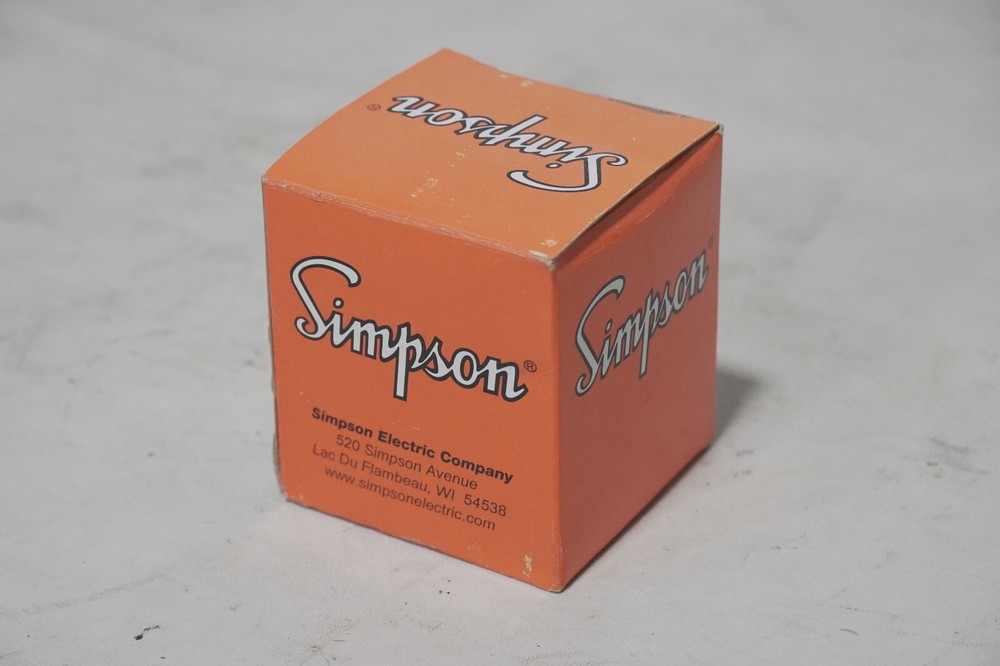 Simpson®
Simpson®
Simpson Electric Company
520 Simpson Avenue
Lac Du Flambeau, WI 54538
www.simpsonelectric.com
Simpson®